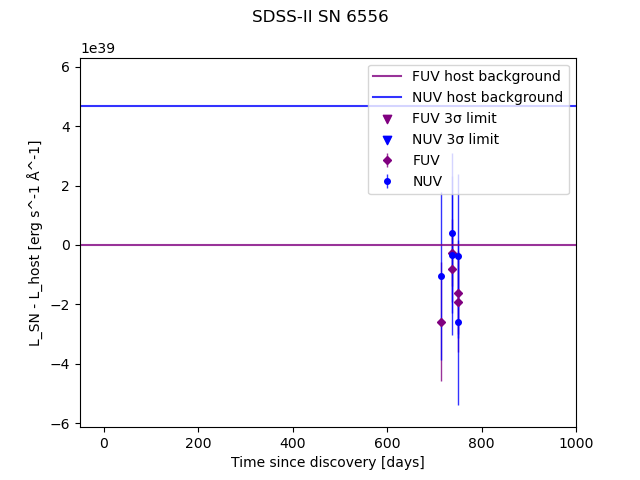 SDSS-II SN 6556
1e39
6
4
2
0
−2
−4
−6
L_SN - L_host [erg s^-1 Å^-1]
FUV host background
NUV host background
FUV 3σ limit
NUV 3σ limit
FUV
NUV
0 200 400 600 800 1000
Time since discovery [days]